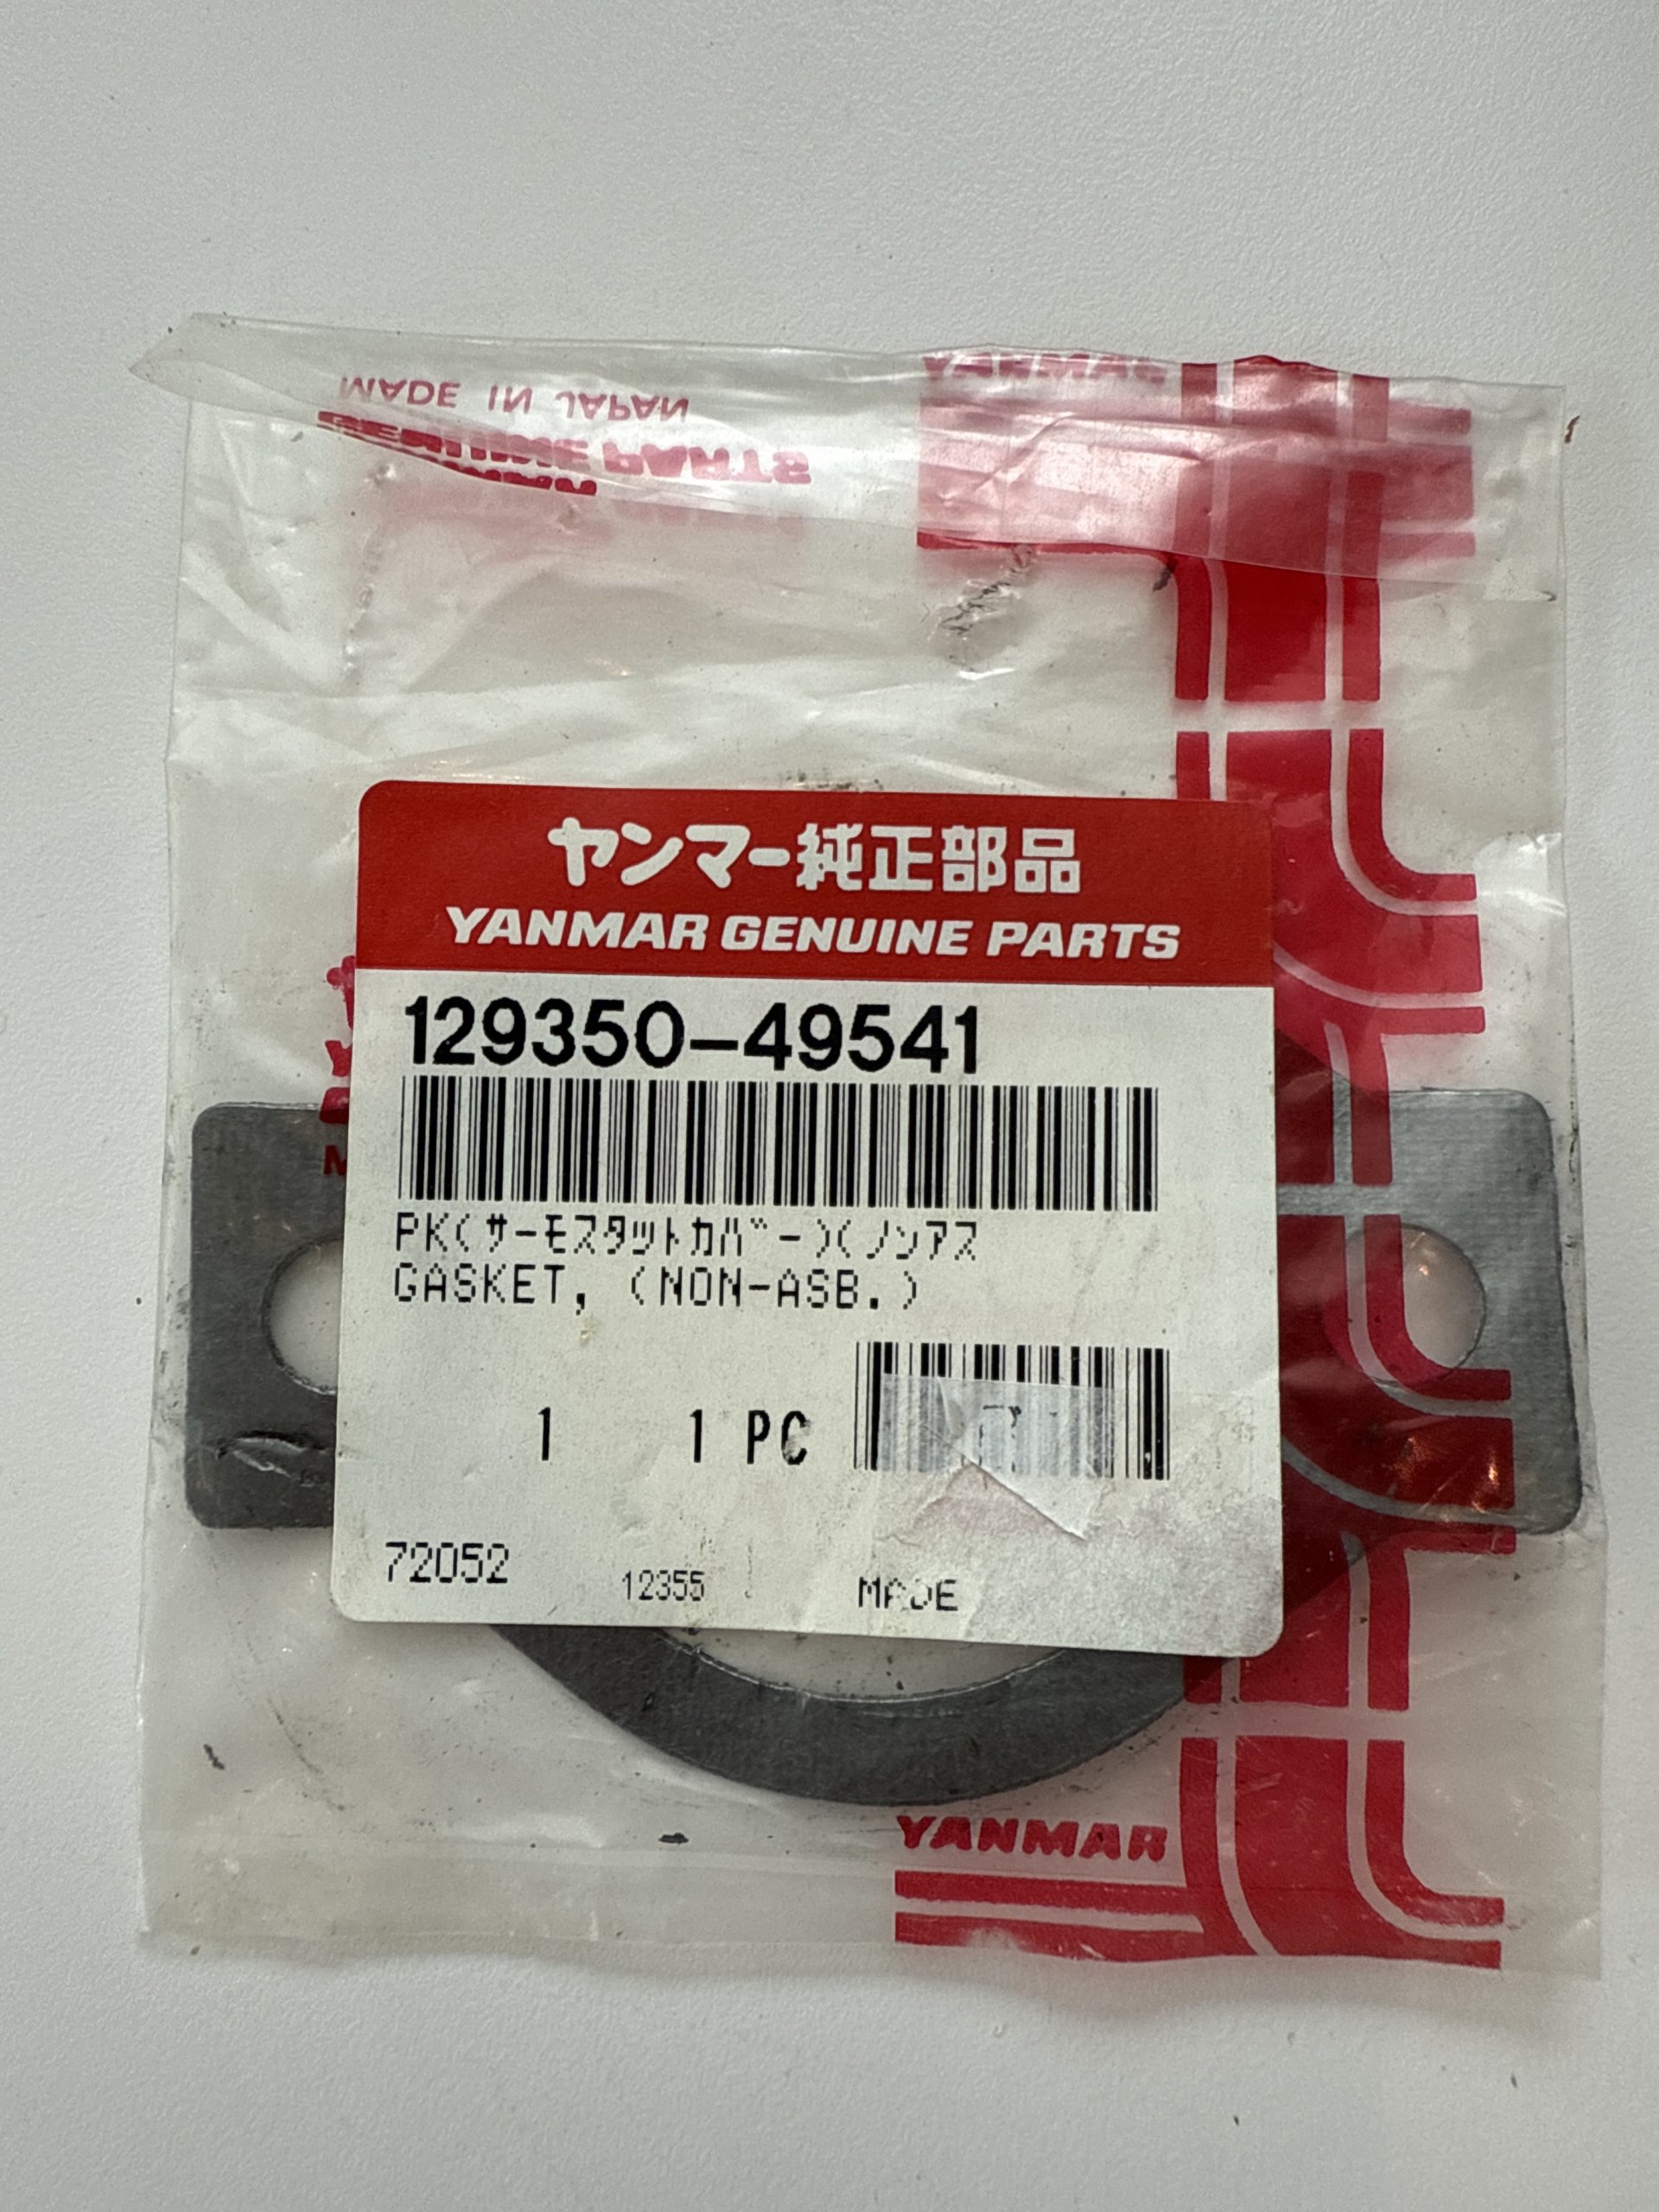 MADE IN JAPAN
GENUINE PARTS
YANMAR
ヤンマー純正部品
YANMAR GENUINE PARTS
129350-49541
PK(サーモスタットカバー)(ノンアス
GASKET, (NON-ASB.)
1 1 PC
72052 12355 MADE
YANMAR